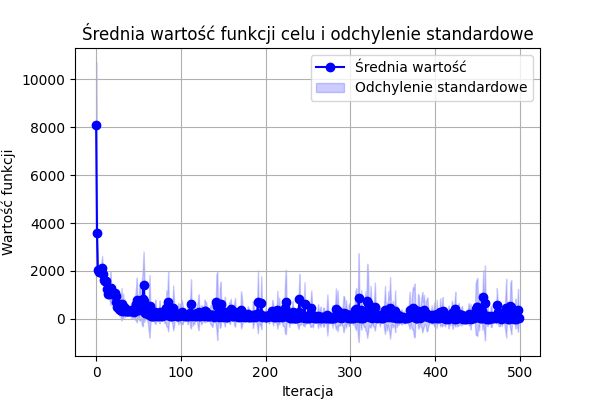 Średnia wartość funkcji celu i odchylenie standardowe
Średnia wartość
Odchylenie standardowe
Wartość funkcji
10000
8000
6000
4000
2000
0
0 100 200 300 400 500
Iteracja